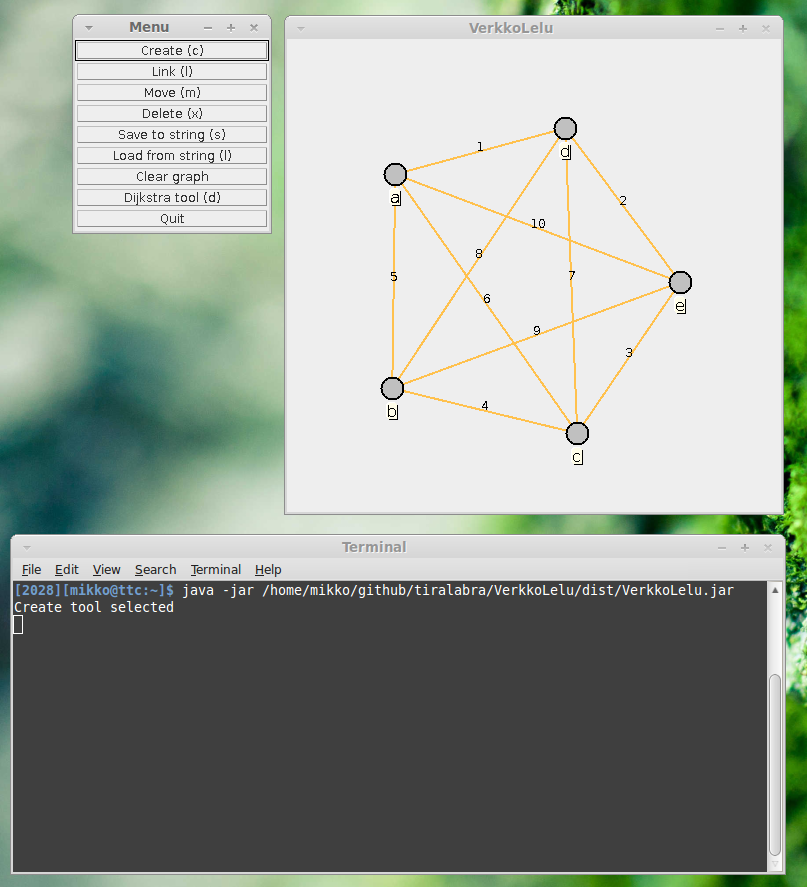 Menu
Create (c)
Link (l)
Move (m)
Delete (x)
Save to string (s)
Load from string (l)
Clear graph
Dijkstra tool (d)
Quit
VerkkoLelu
1
d
a
2
10
8
5
7
6
e
9
3
b
4
c
Terminal
File Edit View Search Terminal Help
[2028][mikko@ttc:~]$ java -jar /home/mikko/github/tiralabra/VerkkoLelu/dist/VerkkoLelu.jar
Create tool selected